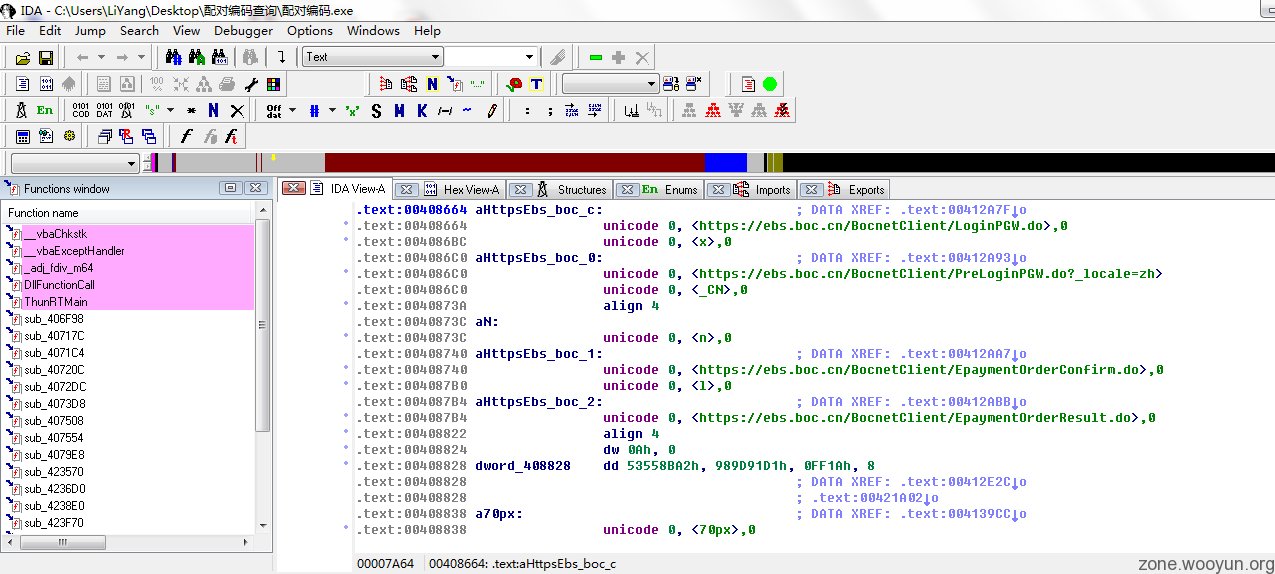 IDA - C:\Users\LiYang\Desktop\配对编码查询\配对编码.exe
File Edit Jump Search View Debugger Options Windows Help
Text
En
Functions window
IDA View-A Hex View-A Structures En Enums Imports Exports
Function name
__vbaChkstk
__vbaExceptHandler
_adj_fdiv_m64
DllFunctionCall
ThunRTMain
sub_406F98
sub_40717C
sub_4071C4
sub_40720C
sub_4072DC
sub_4073D8
sub_407508
sub_407554
sub_4079E8
sub_423570
sub_4236D0
sub_4238E0
sub_423F70
.text:00408664 aHttpsEbs_boc_c: ; DATA XREF: .text:00412A7F↓o
.text:00408664 unicode 0, <https://ebs.boc.cn/BocnetClient/LoginPGW.do>,0
.text:004086BC unicode 0, <x>,0
.text:004086C0 aHttpsEbs_boc_0: ; DATA XREF: .text:00412A93↓o
.text:004086C0 unicode 0, <https://ebs.boc.cn/BocnetClient/PreLoginPGW.do?_locale=zh>
.text:004086C0 unicode 0, <_CN>,0
.text:0040873A align 4
.text:0040873C aN:
.text:0040873C unicode 0, <n>,0
.text:00408740 aHttpsEbs_boc_1: ; DATA XREF: .text:00412AA7↓o
.text:00408740 unicode 0, <https://ebs.boc.cn/BocnetClient/EpaymentOrderConfirm.do>,0
.text:004087B0 unicode 0, <l>,0
.text:004087B4 aHttpsEbs_boc_2: ; DATA XREF: .text:00412ABB↓o
.text:004087B4 unicode 0, <https://ebs.boc.cn/BocnetClient/EpaymentOrderResult.do>,0
.text:00408822 align 4
.text:00408824 dw 0Ah, 0
.text:00408828 dword_408828 dd 53558BA2h, 989D91D1h, 0FF1Ah, 8
.text:00408828 ; DATA XREF: .text:00412E2C↓o
.text:00408828 ; .text:00421A02↓o
.text:00408838 a70px: ; DATA XREF: .text:004139CC↓o
.text:00408838 unicode 0, <70px>,0
00007A64 00408664: .text:aHttpsEbs_boc_c
zone.wooyun.org